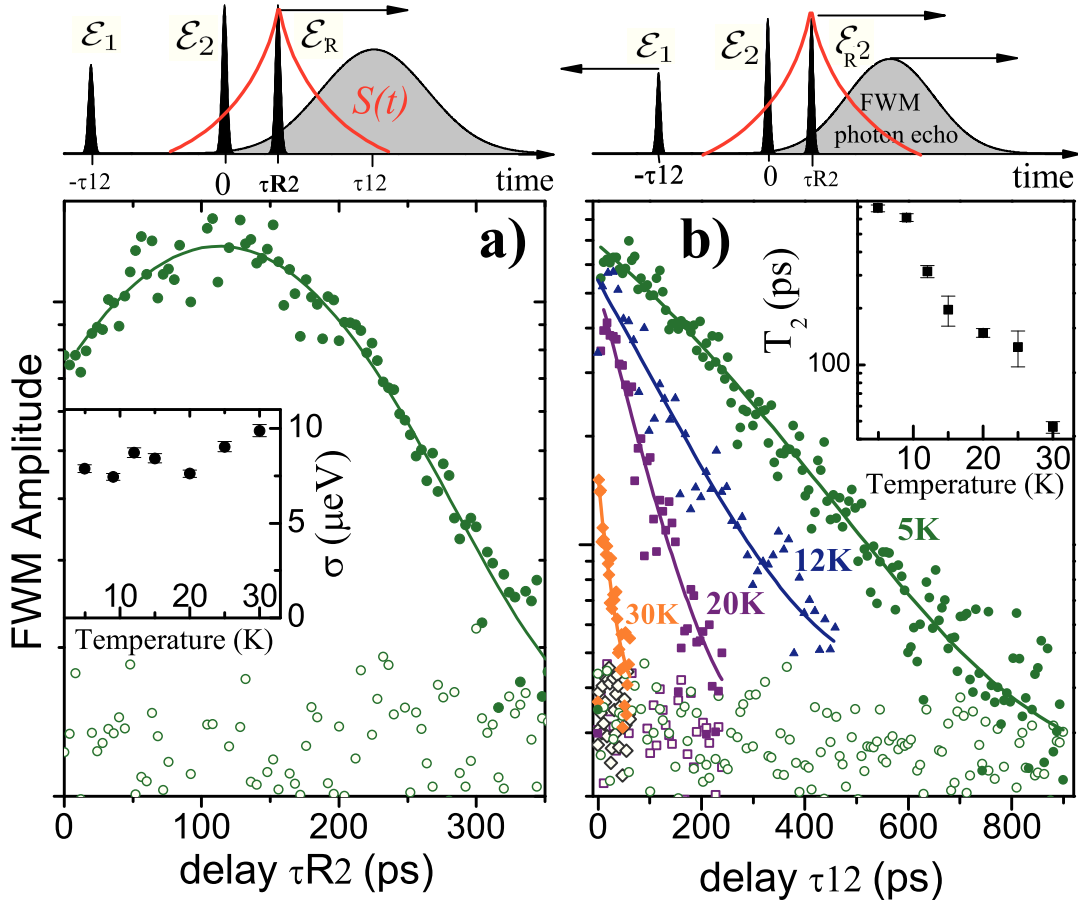 ℰ1 ℰ2 ℰR
S(t)
-τ12 0 τR2 τ12 time
ℰ1 ℰ2 ℰR2
FWM
photon echo
-τ12 0 τR2 time
a)
FWM Amplitude
10
5
0
σ (μeV)
10 20 30
Temperature (K)
0 100 200 300
delay τR2 (ps)
b)
T2 (ps)
100
10 20 30
Temperature (K)
5K
12K
20K
30K
0 200 400 600 800
delay τ12 (ps)